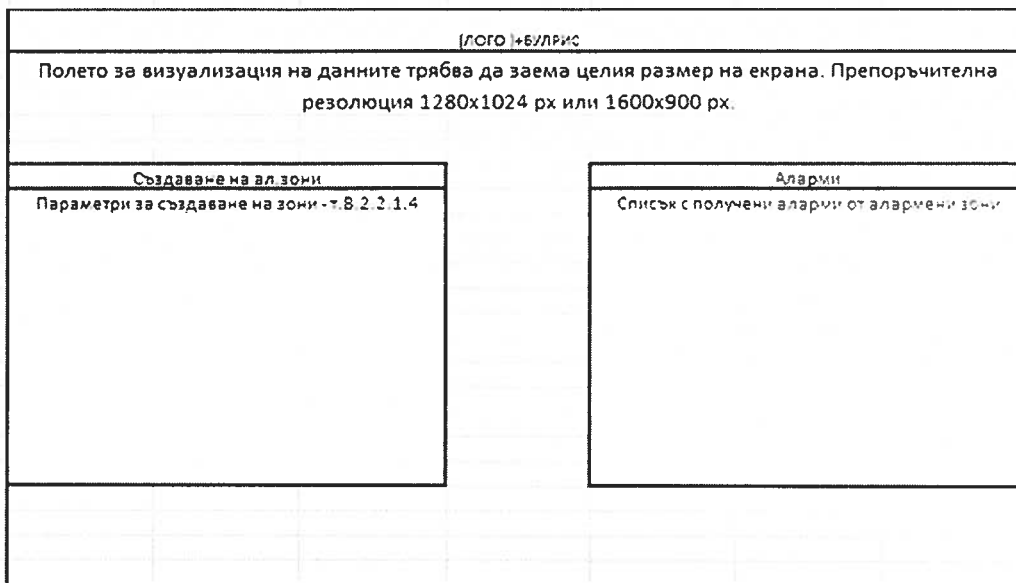 (ЛОГО )+БУЛРИС
Полето за визуализация на данните трябва да заема целия размер на екрана. Препоръчителна
резолюция 1280x1024 px или 1600x900 px.
Създаване на ал.зони
Параметри за създаване на зони -т.8.2.2.1.4
Аларми
Списък с получени аларми от алармени зони